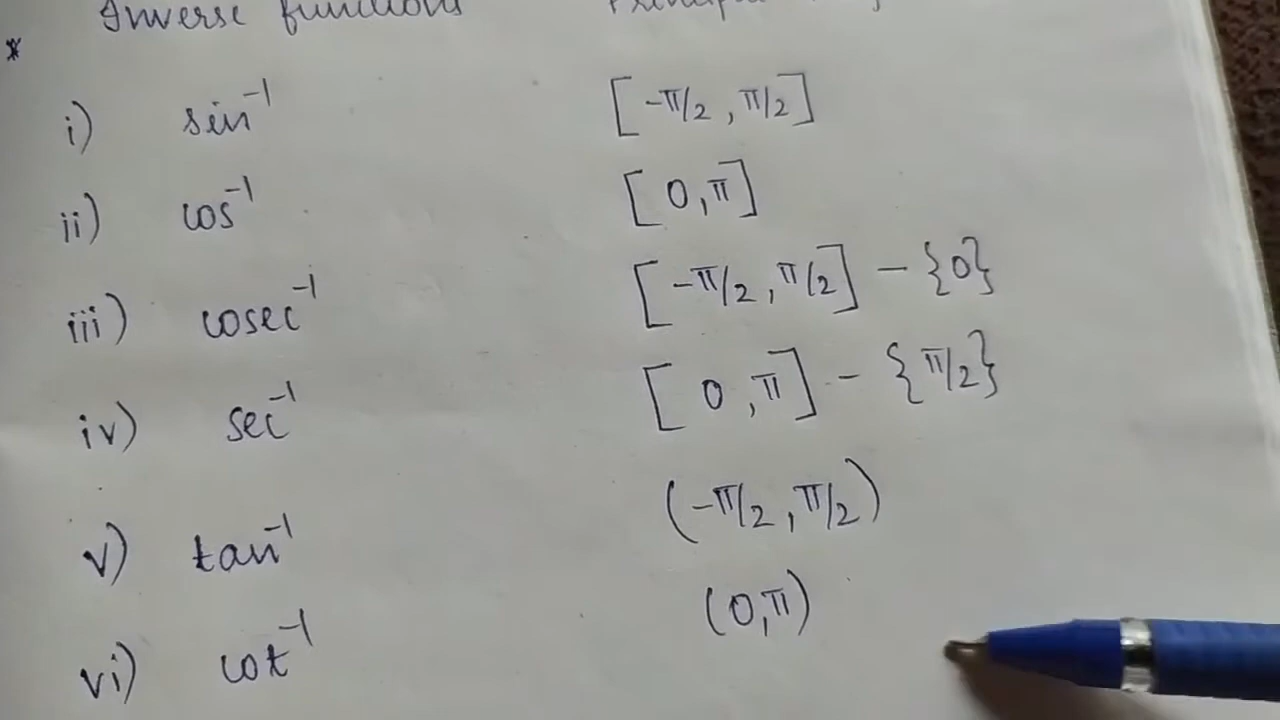 Inverse functions
*
i) sin⁻¹ [-π/2, π/2]
ii) cos⁻¹ [0, π]
iii) cosec⁻¹ [-π/2, π/2] - {0}
iv) sec⁻¹ [0, π] - {π/2}
v) tan⁻¹ (-π/2, π/2)
vi) cot⁻¹ (0, π)